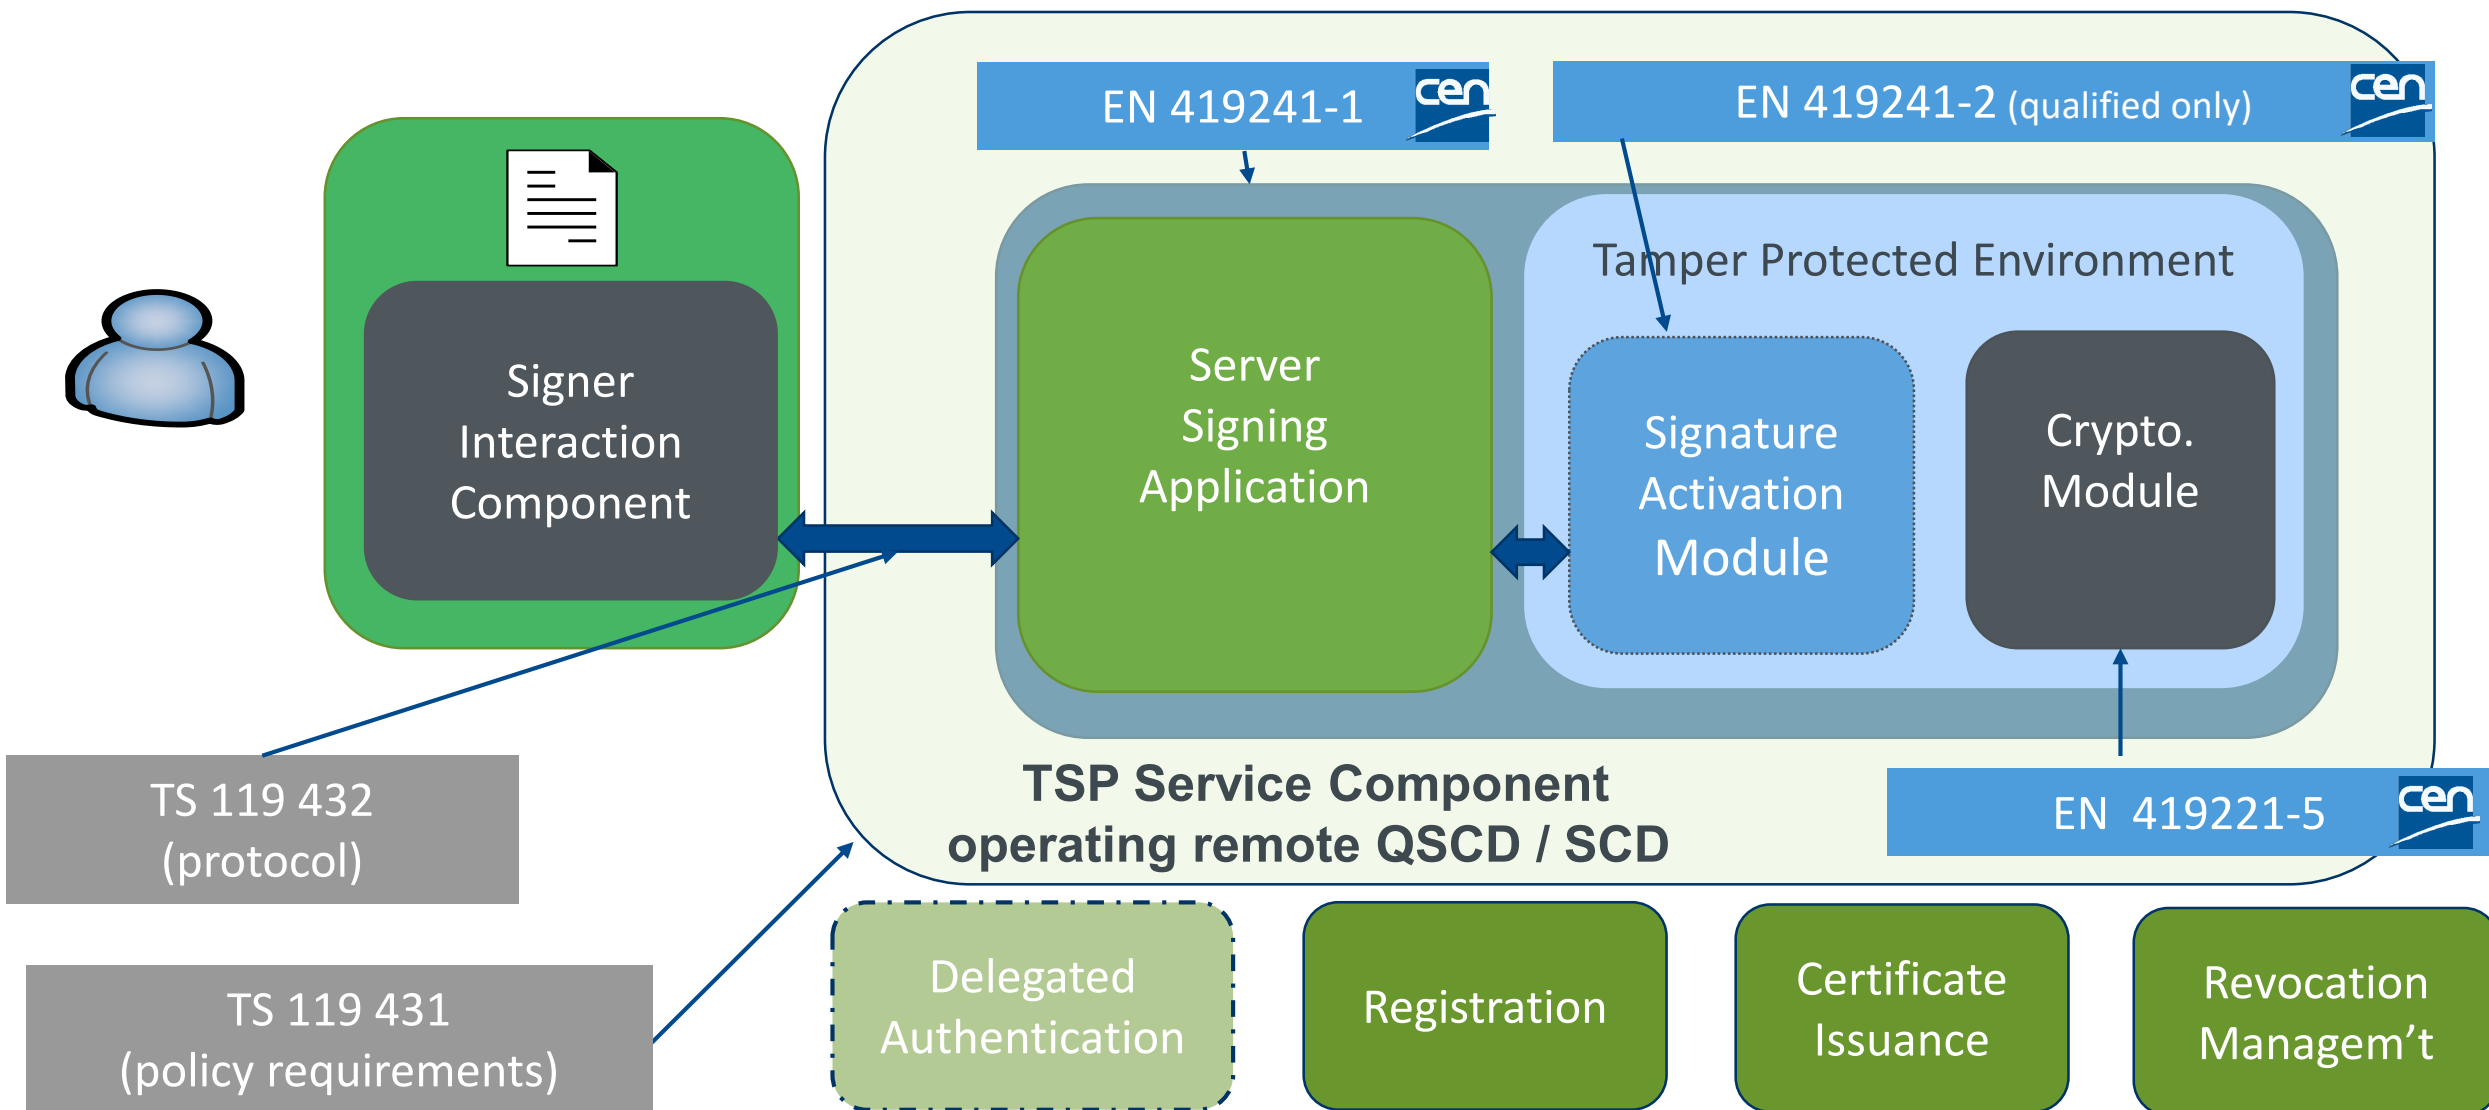 EN 419241-1
cen
EN 419241-2 (qualified only)
cen
Tamper Protected Environment
Signer
Interaction
Component
Server
Signing
Application
Signature
Activation
Module
Crypto.
Module
TS 119 432
(protocol)
TSP Service Component
operating remote QSCD / SCD
EN  419221-5
cen
TS 119 431
(policy requirements)
Delegated
Authentication
Registration
Certificate
Issuance
Revocation
Managem’t